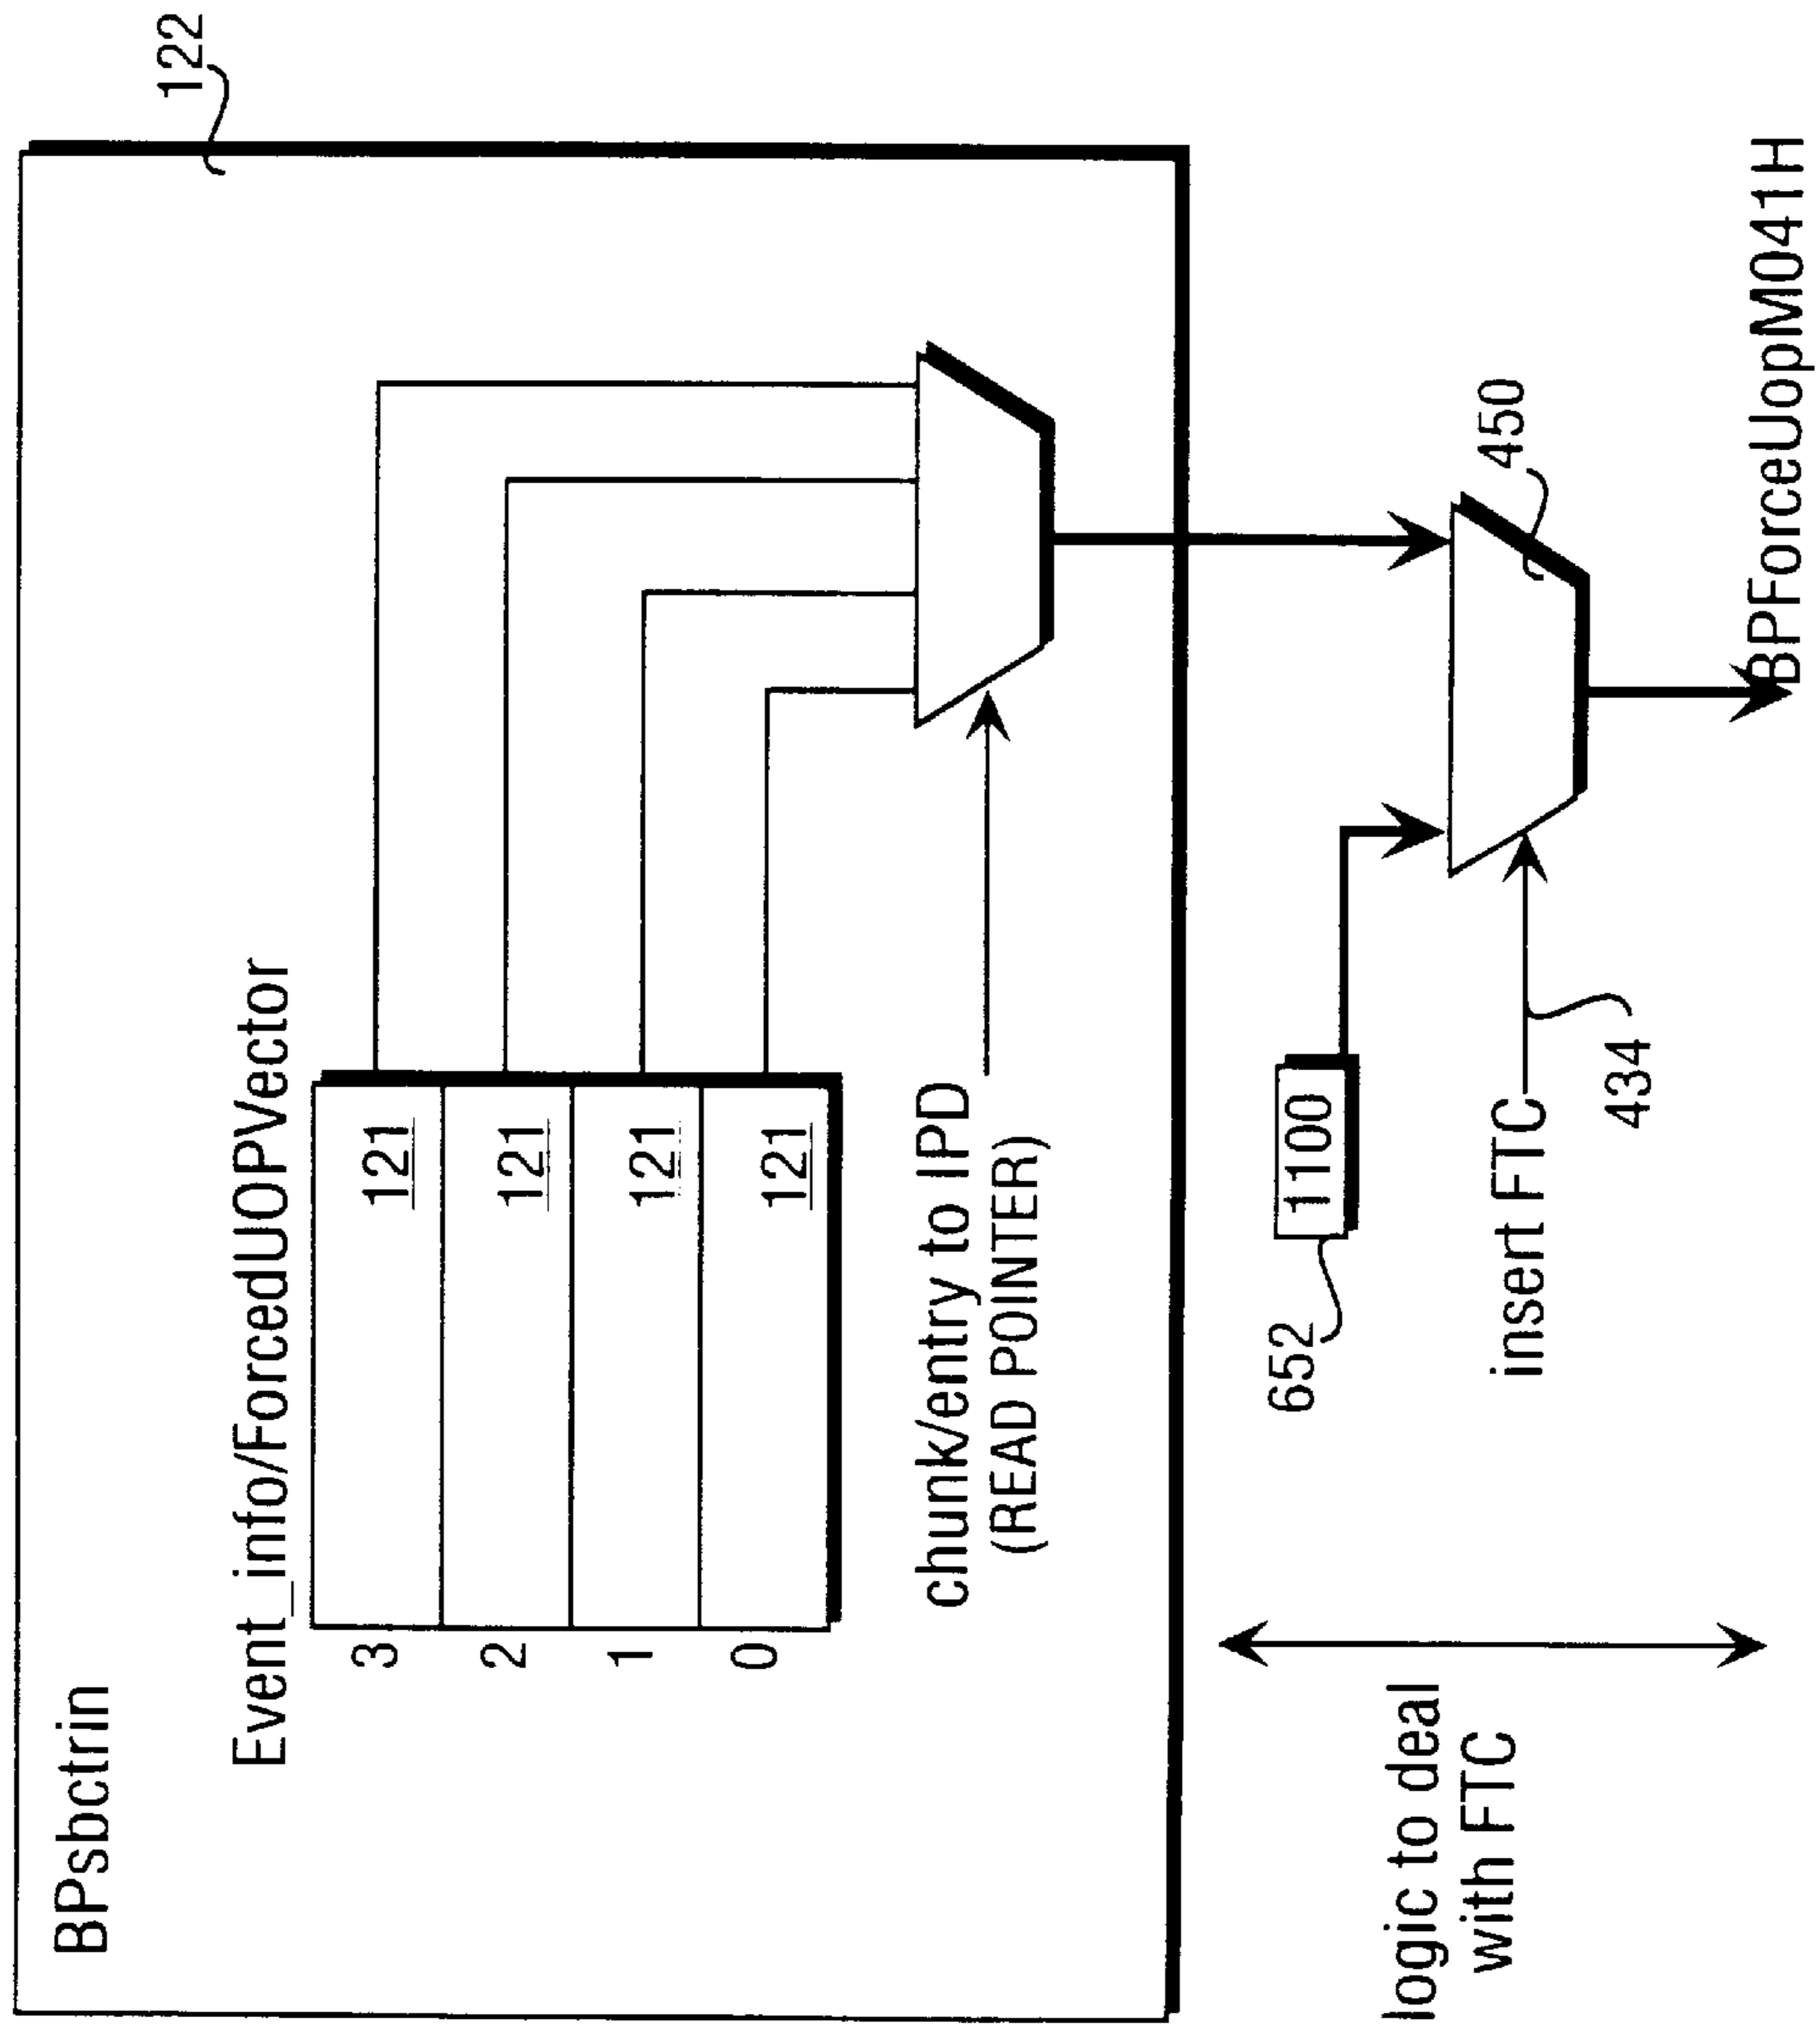 BPsbctrin
122
Event_info/ForcedUOPVector
3
121
2
121
1
121
0
121
chunk/entry to IPD
(READ POINTER)
logic to deal
with FTC
652
1100
insert FTC
434
450
BPForceUopM041H